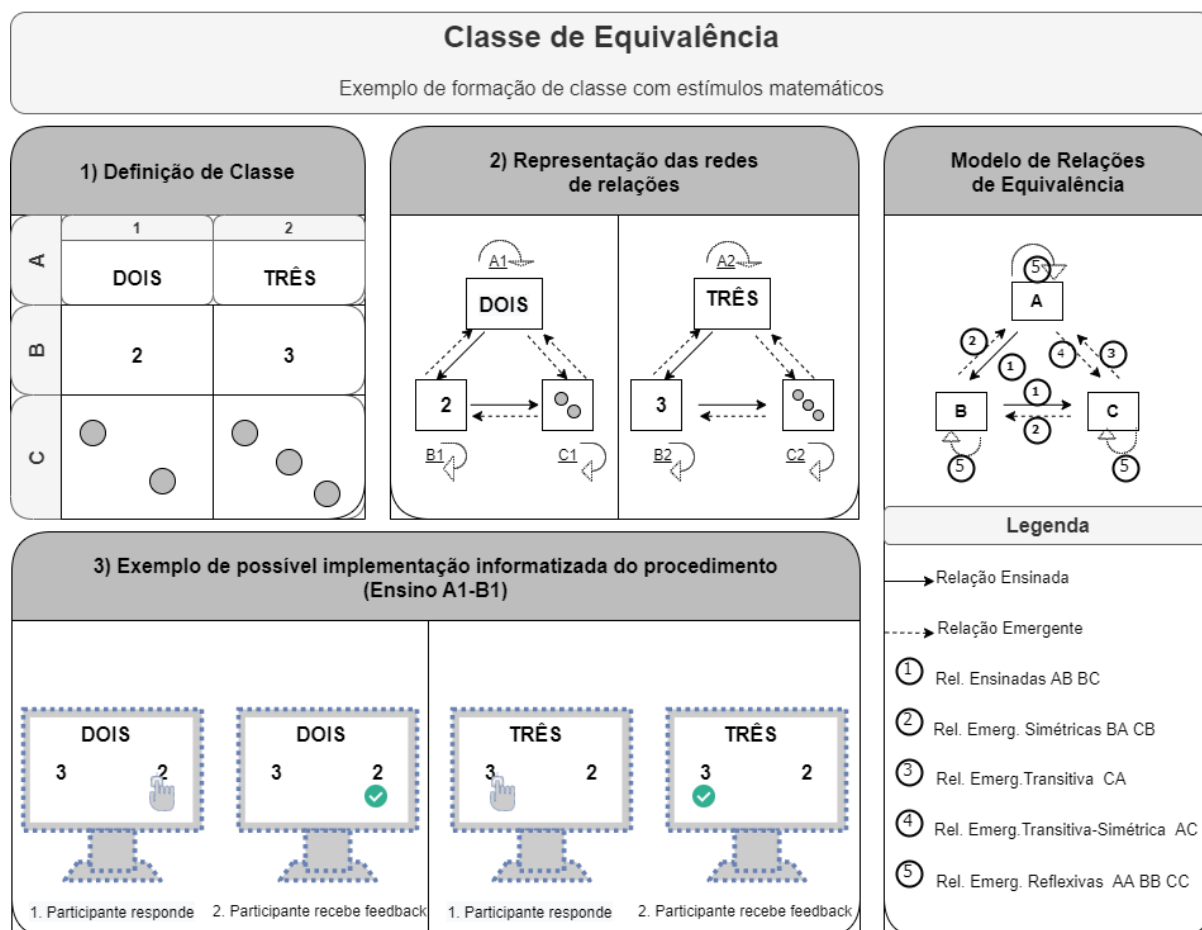 Classe de Equivalência
Exemplo de formação de classe com estímulos matemáticos
1) Definição de Classe
1
2
A
DOIS
TRÊS
B
2
3
C
2) Representação das redes
de relações
A1
DOIS
2
B1
C1
A2
TRÊS
3
B2
C2
Modelo de Relações
de Equivalência
5
A
2
1
4
3
B
1
2
C
5
5
Legenda
Relação Ensinada
Relação Emergente
1 Rel. Ensinadas AB BC
2 Rel. Emerg. Simétricas BA CB
3 Rel. Emerg.Transitiva CA
4 Rel. Emerg.Transitiva-Simétrica AC
5 Rel. Emerg. Reflexivas AA BB CC
3) Exemplo de possível implementação informatizada do procedimento
(Ensino A1-B1)
DOIS
3 2
1. Participante responde
DOIS
3 2
2. Participante recebe feedback
TRÊS
3 2
1. Participante responde
TRÊS
3 2
2. Participante recebe feedback